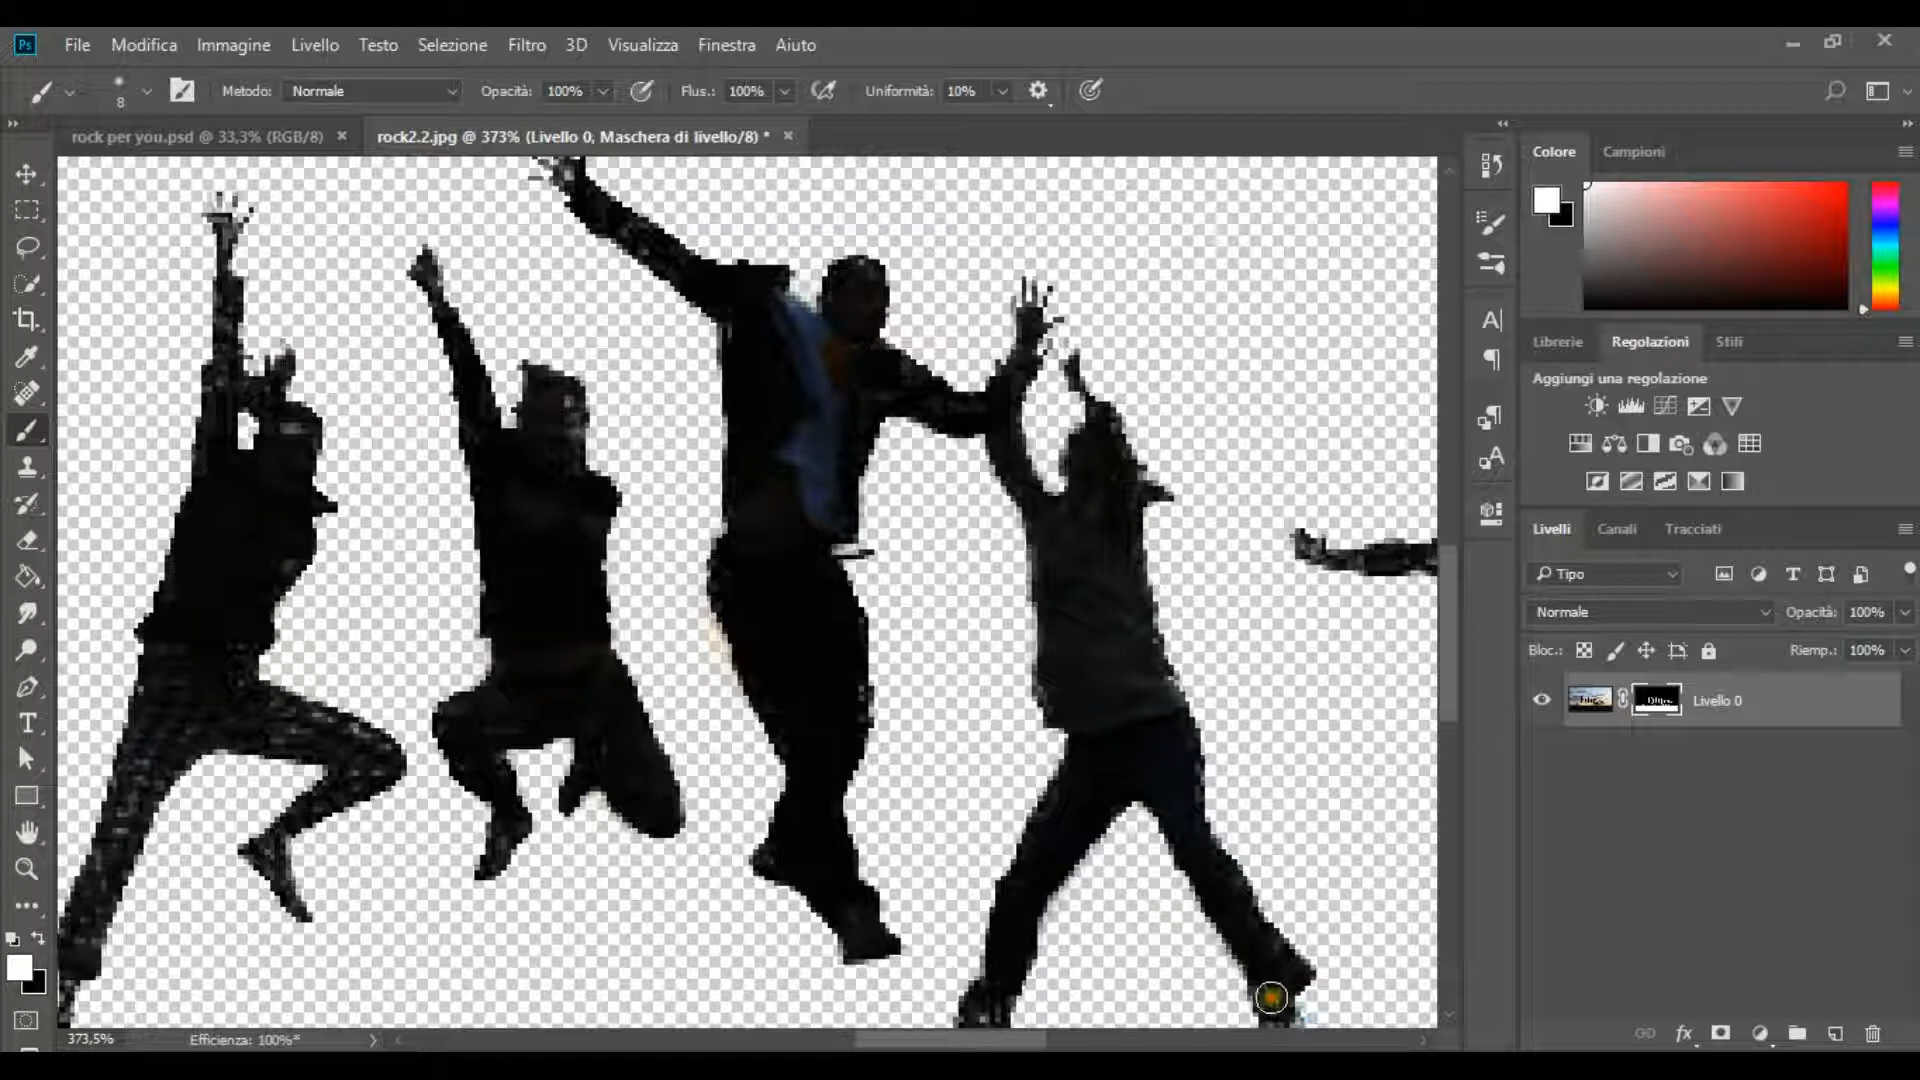 Ps File Modifica Immagine Livello Testo Selezione Filtro 3D Visualizza Finestra Aiuto
8 Metodo: Normale Opacità: 100% Flus.: 100% Uniformità: 10%
rock per you.psd @ 33,3% (RGB/8) rock2.2.jpg @ 373% (Livello 0, Maschera di livello/8) *
Colore Campioni
Librerie Regolazioni Stili
Aggiungi una regolazione
Livelli Canali Tracciati
Tipo
Normale Opacità: 100%
Bloc.: Riemp.: 100%
Livello 0
373,5% Efficienza: 100%*
fx